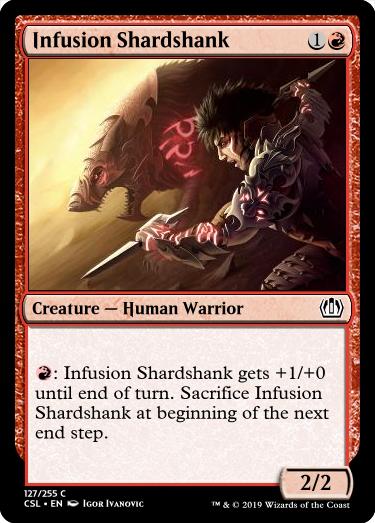 Infusion Shardshank 1
Creature — Human Warrior
: Infusion Shardshank gets +1/+0
until end of turn. Sacrifice Infusion
Shardshank at beginning of the next
end step.
2/2
127/255 C
CSL • EN Igor Ivanovic ™ & © 2019 Wizards of the Coast